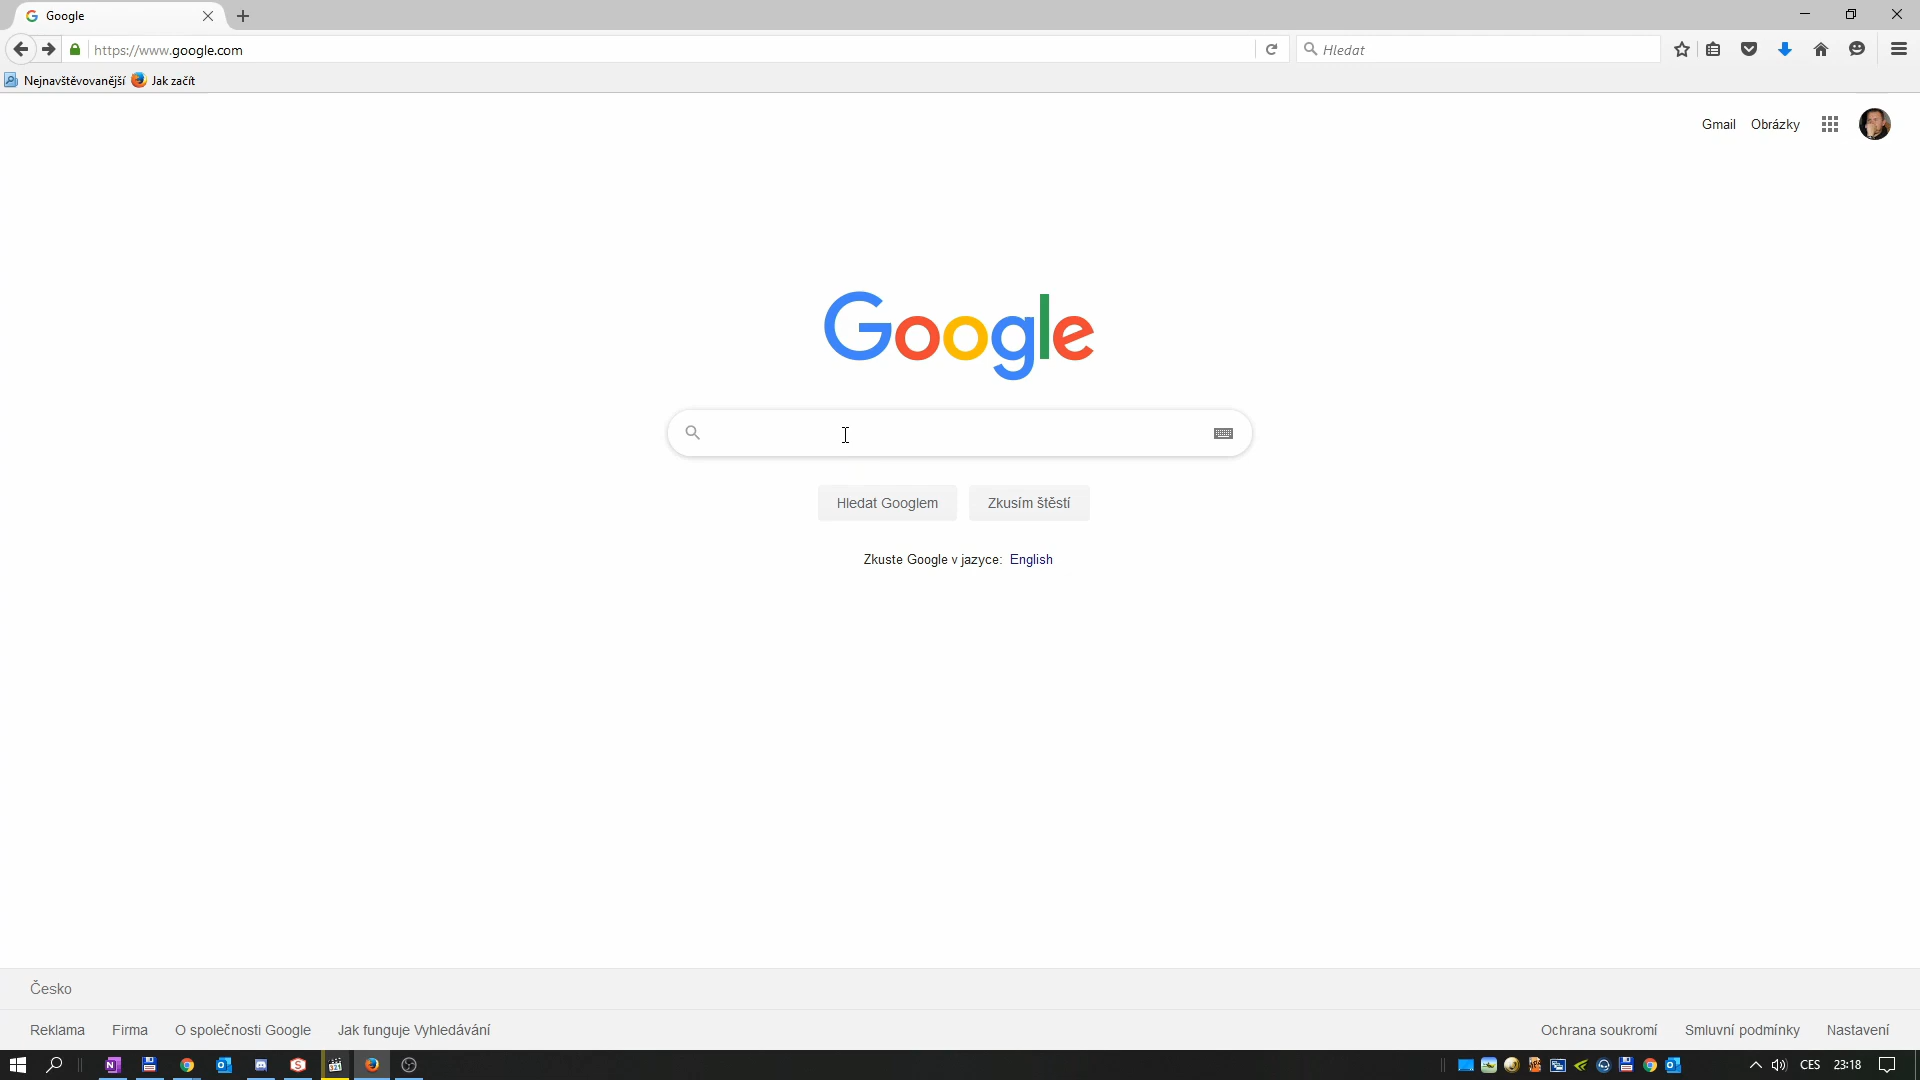 Google
https://www.google.com
Hledat
Nejnavštěvovanější
Jak začít
Gmail
Obrázky
Google
Hledat Googlem
Zkusím štěstí
Zkuste Google v jazyce: English
Česko
Reklama
Firma
O společnosti Google
Jak funguje Vyhledávání
Ochrana soukromí
Smluvní podmínky
Nastavení
CES
23:18